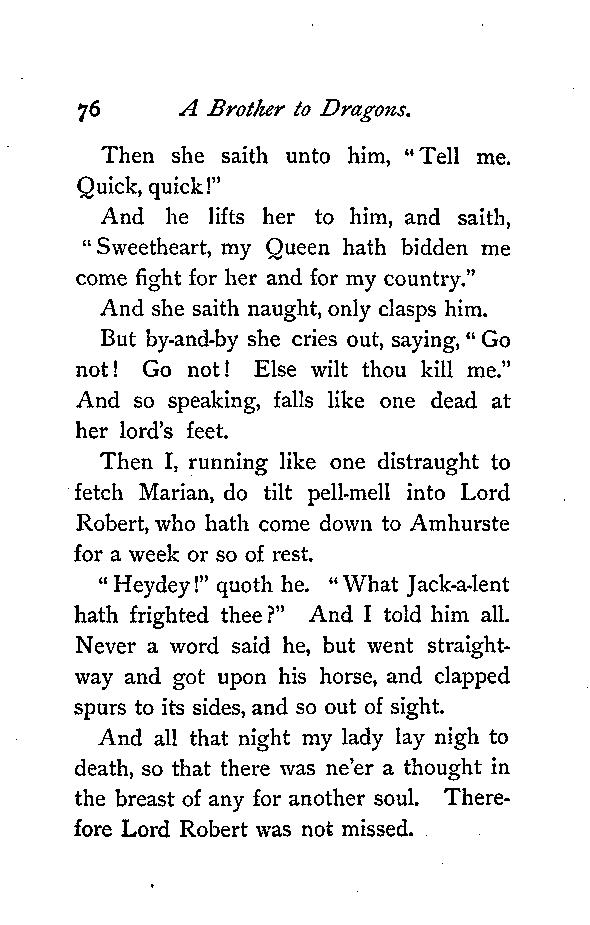 76 A Brother to Dragons.
Then she saith unto him, “Tell me.
Quick, quick!”
And he lifts her to him, and saith,
“Sweetheart, my Queen hath bidden me
come fight for her and for my country.”
And she saith naught, only clasps him.
But by-and-by she cries out, saying, “Go
not! Go not! Else wilt thou kill me.”
And so speaking, falls like one dead at
her lord’s feet.
Then I, running like one distraught to
fetch Marian, do tilt pell-mell into Lord
Robert, who hath come down to Amhurste
for a week or so of rest.
“Heydey!” quoth he. “What Jack-a-lent
hath frighted thee?” And I told him all.
Never a word said he, but went straight-
way and got upon his horse, and clapped
spurs to its sides, and so out of sight.
And all that night my lady lay nigh to
death, so that there was ne’er a thought in
the breast of any for another soul. There-
fore Lord Robert was not missed.